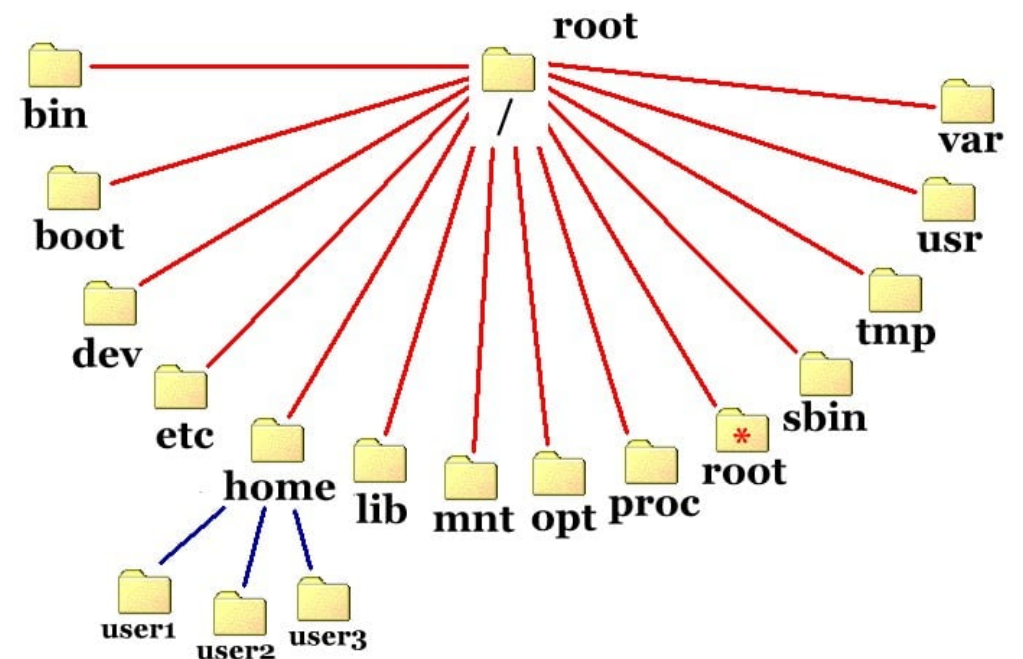 root
/
bin
var
boot
usr
dev
tmp
etc
sbin
home
lib
mnt
opt
proc
*
root
user1
user2
user3